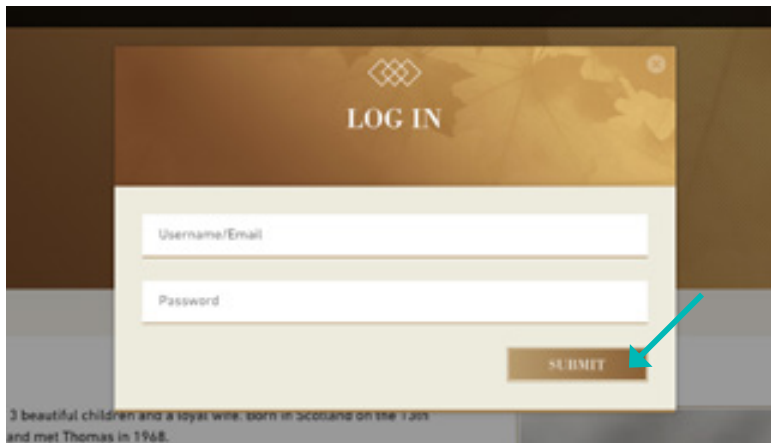 LOG IN
Username/Email
Password
SUBMIT
3 beautiful children and a loyal wife. Born in Scotland on the 13th
and met Thomas in 1968.